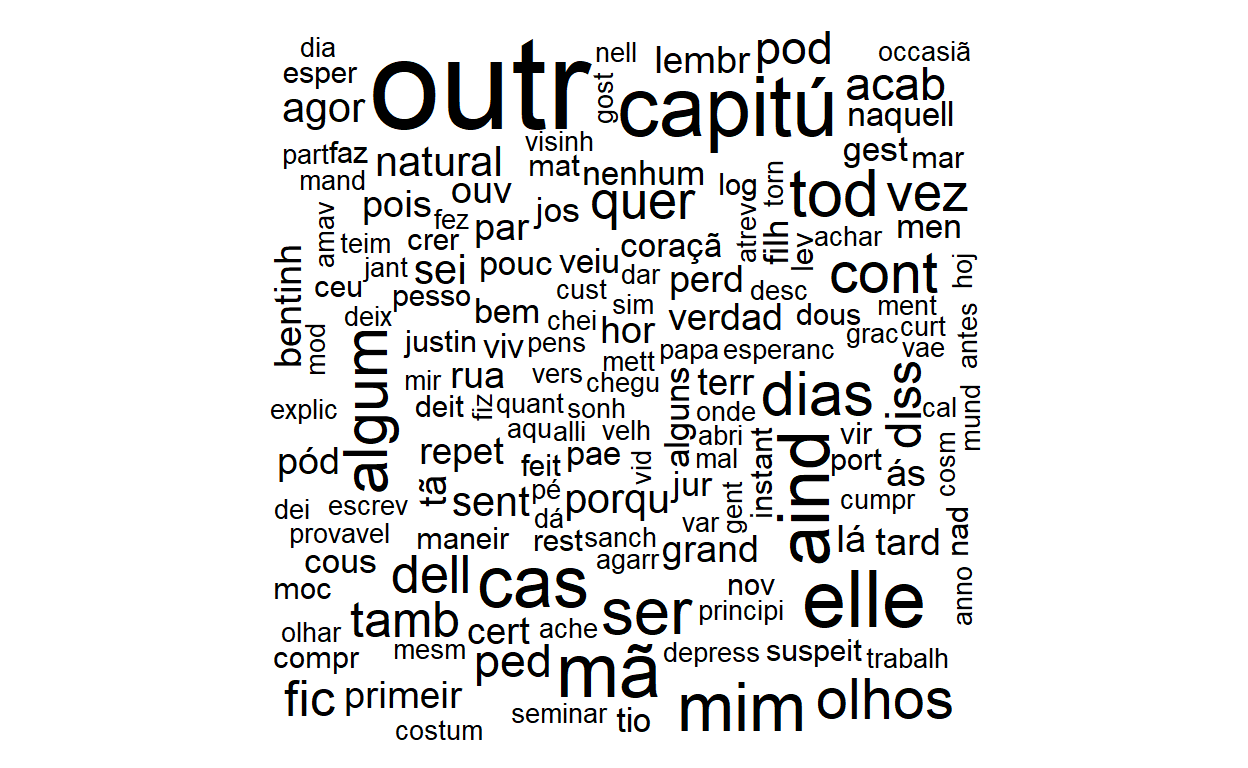 dia
nell
lembr
pod
occasiã
esper
outr
gost
capitú
acab
agor
naquell
visinh
part
faz
natural
mat
nenhum
gest
mar
mand
ouv
log
torn
tod
vez
pois
fez
par
jos
quer
amav
teim
crer
coraçã
atrev
filh
lev
achar
men
bentinh
jant
sei
pouc
veiu
dar
perd
cont
hoj
ceu
pesso
cust
sim
desc
ment
deix
bem
chei
hor
verdad
dous
grac
curt
antes
mod
algum
justin
viv
pens
mett
papa
esperanc
vae
mir
rua
vers
chegu
alguns
terr
dias
diss
explic
deit
fiz
quant
sonh
onde
cal
mund
aqu
alli
velh
abri
aind
vir
pód
repet
feit
pae
vid
mal
instant
port
ás
cosm
tã
sent
pé
porqu
jur
gent
cumpr
dei
escrev
dá
var
nad
provavel
maneir
rest
sanch
grand
lá
tard
cous
agarr
moc
dell
cas
nov
elle
anno
tamb
ser
principi
olhar
cert
ache
compr
mesm
ped
mã
depress
suspeit
trabalh
fic
primeir
seminar
tio
mim
olhos
costum